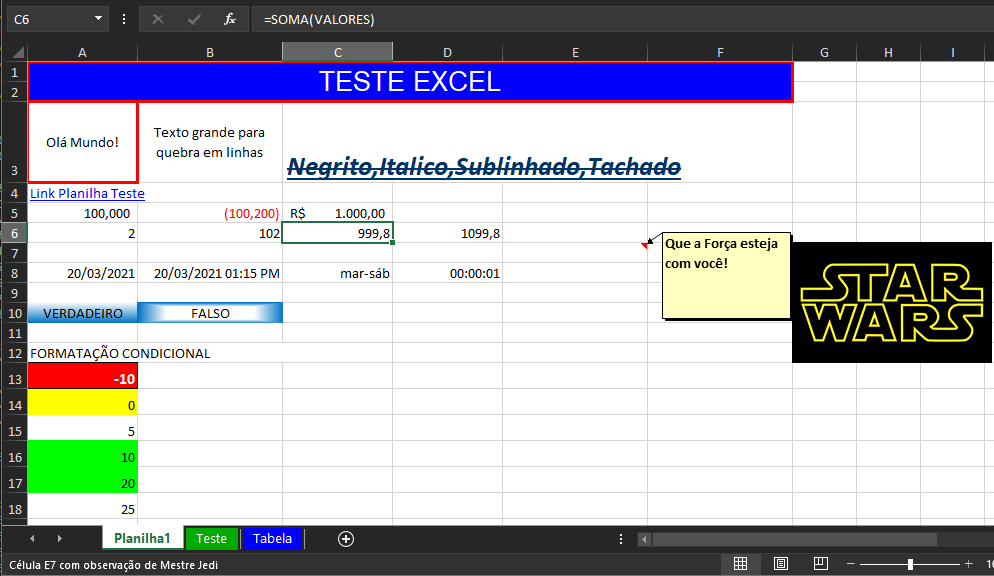 C6 fx =SOMA(VALORES)
A B C D E F G H I
1
TESTE EXCEL
2
Olá Mundo!
Texto grande para
quebra em linhas
3 Negrito,Italico,Sublinhado,Tachado
4 Link Planilha Teste
5 100,000 (100,200) R$ 1.000,00
6 2 102 999,8 1099,8
Que a Força esteja
com você!
STAR
WARS
7
8 20/03/2021 20/03/2021 01:15 PM mar-sáb 00:00:01
9
10 VERDADEIRO FALSO
11
12 FORMATAÇÃO CONDICIONAL
13 -10
14 0
15 5
16 10
17 20
18 25
Planilha1 Teste Tabela
Célula E7 com observação de Mestre Jedi